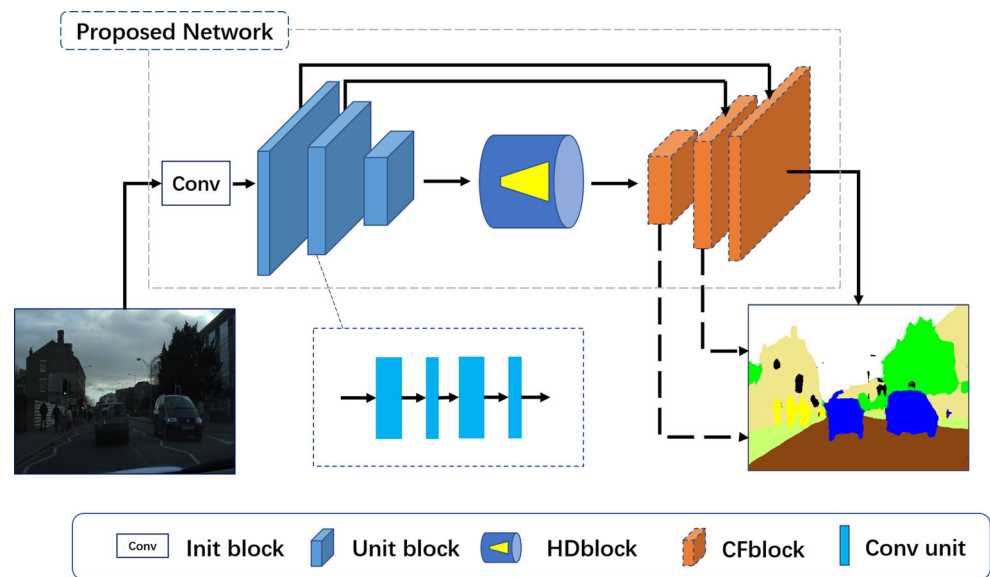 Proposed Network
Conv
Conv Init block Unit block HDblock CFblock Conv unit